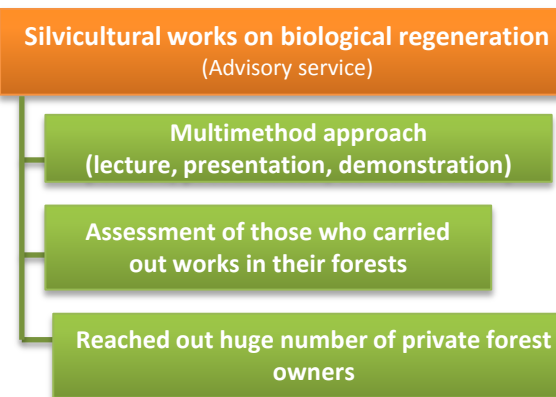 Silvicultural works on biological regeneration
(Advisory service)
Multimethod approach
(lecture, presentation, demonstration)
Assessment of those who carried
out works in their forests
Reached out huge number of private forest
owners